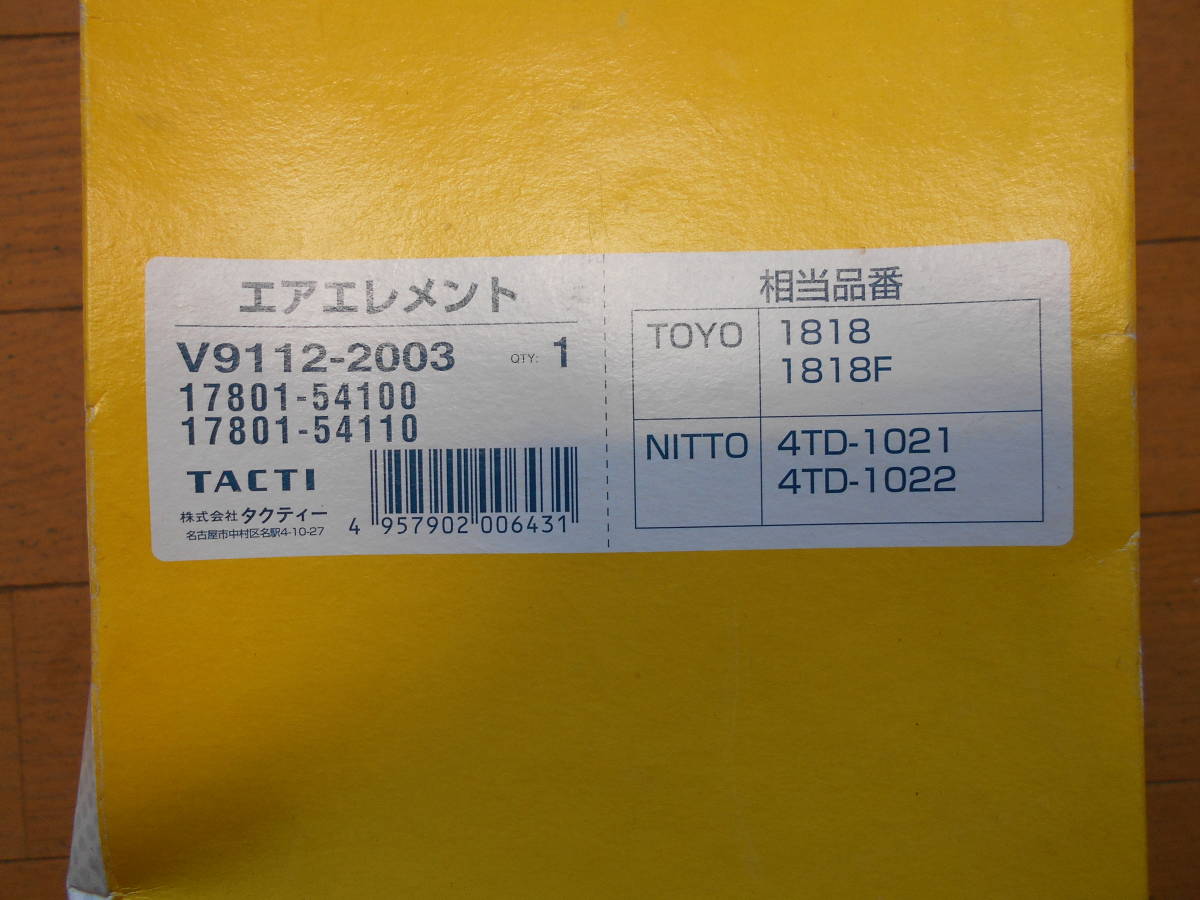 エアエレメント
V9112-2003 QTY: 1
17801-54100
17801-54110
TACTI
株式会社 タクティー
名古屋市中村区名駅4-10-27
4 957902 006431
相当品番
TOYO 1818
1818F
NITTO 4TD-1021
4TD-1022